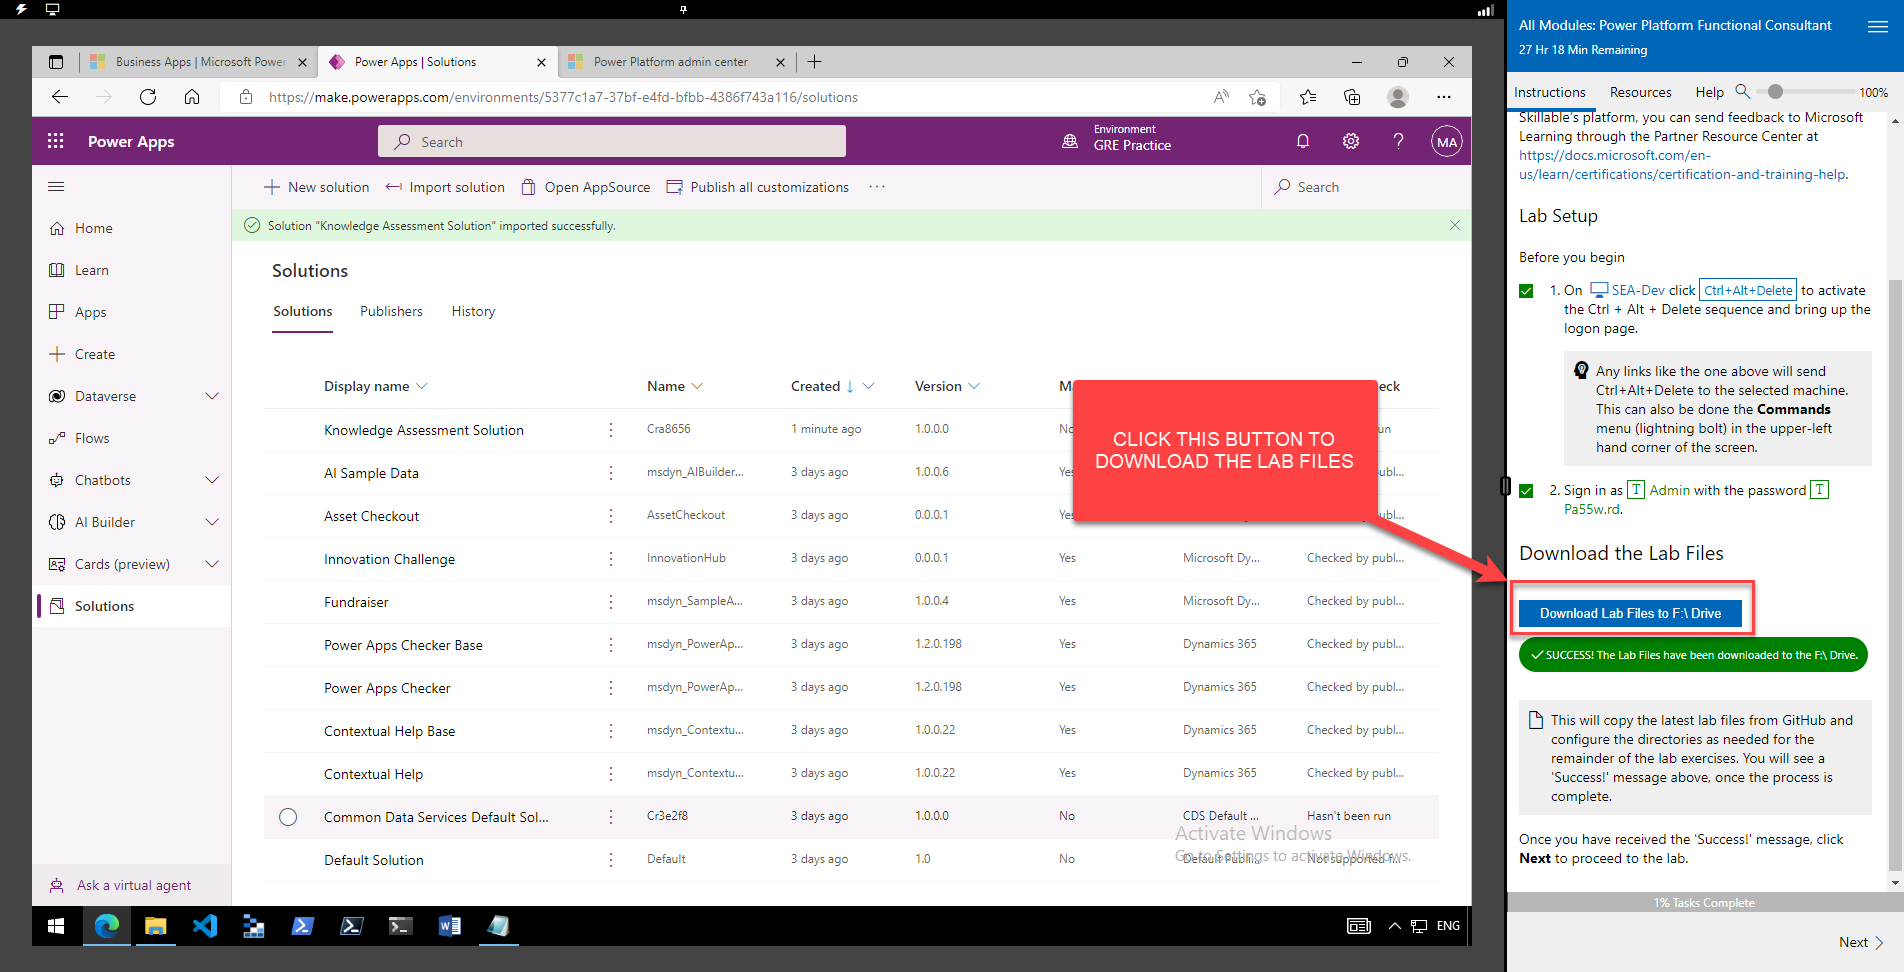 All Modules: Power Platform Functional Consultant
27 Hr 18 Min Remaining
Business Apps | Microsoft Power
Power Apps | Solutions
Power Platform admin center
https://make.powerapps.com/environments/5377c1a7-37bf-e4fd-bfbb-4386f743a116/solutions
Instructions
Resources
Help
100%
Power Apps
Search
Environment
GRE Practice
MA
New solution
Import solution
Open AppSource
Publish all customizations
Search
Solution "Knowledge Assessment Solution" imported successfully.
Home
Learn
Apps
Create
Dataverse
Flows
Chatbots
AI Builder
Cards (preview)
Solutions
Ask a virtual agent
Solutions
Solutions Publishers History
Display name Name Created Version
Knowledge Assessment Solution Cra8656 1 minute ago 1.0.0.0
AI Sample Data msdyn_AIBuilder... 3 days ago 1.0.0.6
Asset Checkout AssetCheckout 3 days ago 0.0.0.1
Innovation Challenge InnovationHub 3 days ago 0.0.0.1 Yes Microsoft Dy... Checked by publ...
Fundraiser msdyn_SampleA... 3 days ago 1.0.0.4 Yes Microsoft Dy... Checked by publ...
Power Apps Checker Base msdyn_PowerAp... 3 days ago 1.2.0.198 Yes Dynamics 365 Checked by publ...
Power Apps Checker msdyn_PowerAp... 3 days ago 1.2.0.198 Yes Dynamics 365 Checked by publ...
Contextual Help Base msdyn_Contextu... 3 days ago 1.0.0.22 Yes Dynamics 365 Checked by publ...
Contextual Help msdyn_Contextu... 3 days ago 1.0.0.22 Yes Dynamics 365 Checked by publ...
Common Data Services Default Sol... Cr3e2f8 3 days ago 1.0.0.0 No CDS Default ... Hasn't been run
Default Solution Default 3 days ago 1.0 No Default Publi... Not supported f...
Activate Windows
Go to Settings to activate Windows.
CLICK THIS BUTTON TO
DOWNLOAD THE LAB FILES
ENG
Skillable's platform, you can send feedback to Microsoft
Learning through the Partner Resource Center at
https://docs.microsoft.com/en-
us/learn/certifications/certification-and-training-help.
Lab Setup
Before you begin
1. On SEA-Dev click Ctrl+Alt+Delete to activate
the Ctrl + Alt + Delete sequence and bring up the
logon page.
Any links like the one above will send
Ctrl+Alt+Delete to the selected machine.
This can also be done the Commands
menu (lightning bolt) in the upper-left
hand corner of the screen.
2. Sign in as T Admin with the password T
Pa55w.rd.
Download the Lab Files
Download Lab Files to F:\ Drive
SUCCESS! The Lab Files have been downloaded to the F:\ Drive.
This will copy the latest lab files from GitHub and
configure the directories as needed for the
remainder of the lab exercises. You will see a
'Success!' message above, once the process is
complete.
Once you have received the 'Success!' message, click
Next to proceed to the lab.
1% Tasks Complete
Next